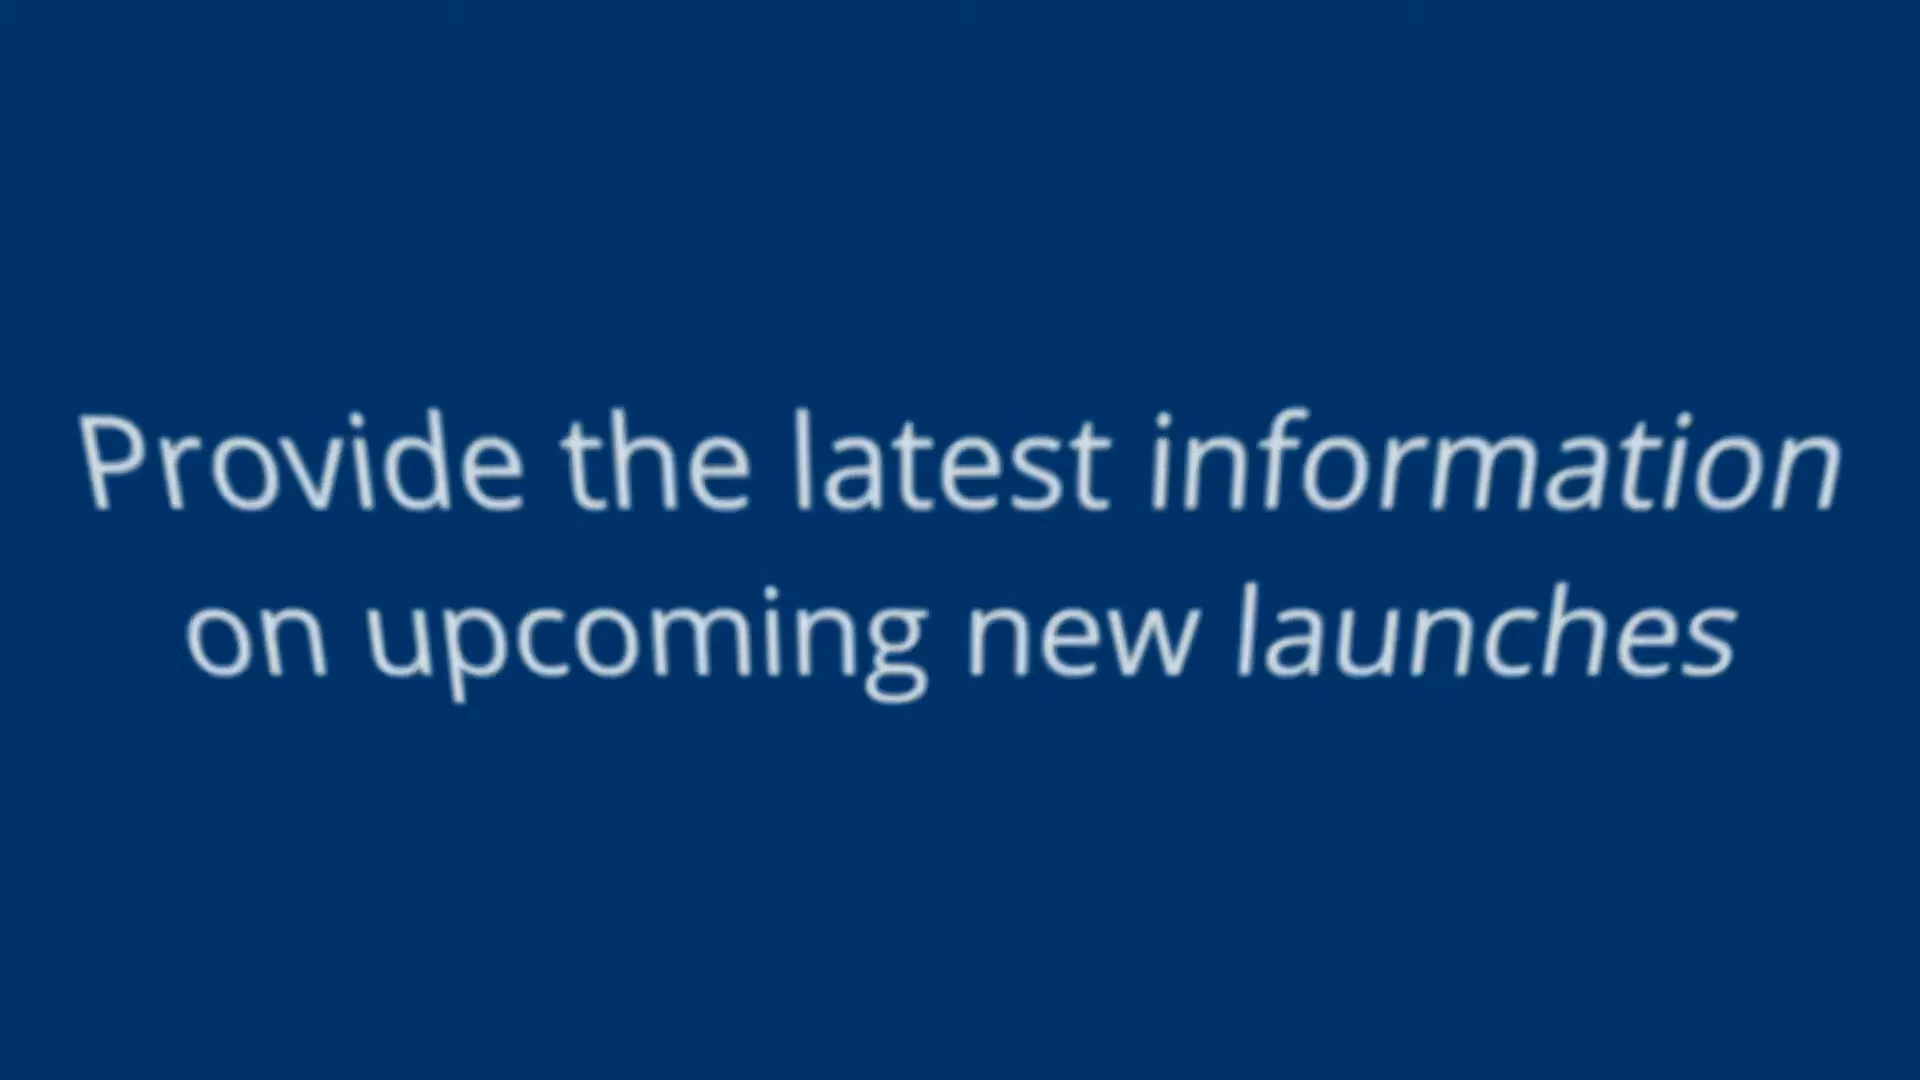 Provide the latest information
on upcoming new launches